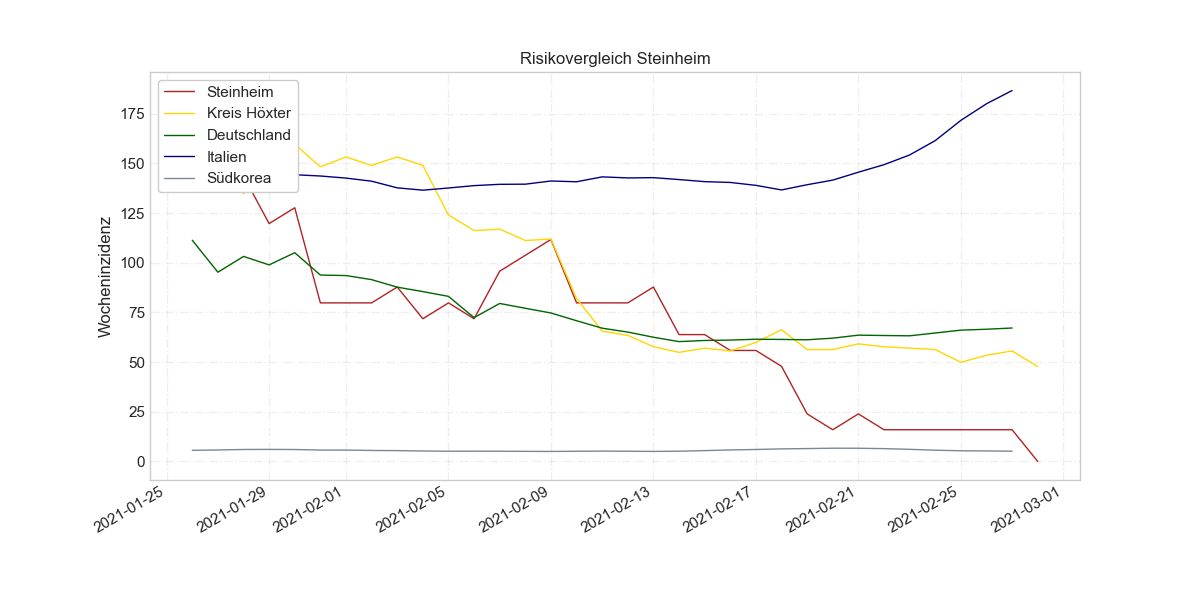 Risikovergleich Steinheim
Steinheim
Kreis Höxter
Deutschland
Italien
Südkorea
Wocheninzidenz
175
150
125
100
75
50
25
0
2021-01-25
2021-01-29
2021-02-01
2021-02-05
2021-02-09
2021-02-13
2021-02-17
2021-02-21
2021-02-25
2021-03-01